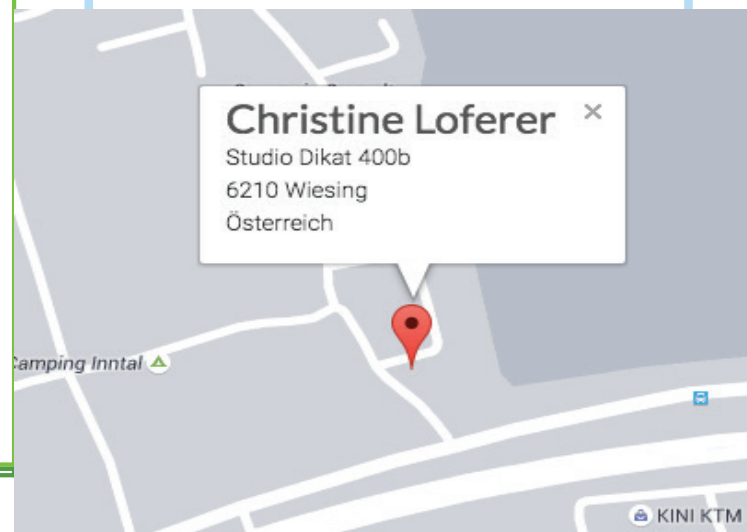 Christine Loferer ×
Studio Dikat 400b
6210 Wiesing
Österreich
Camping Inntal
KINI KTM